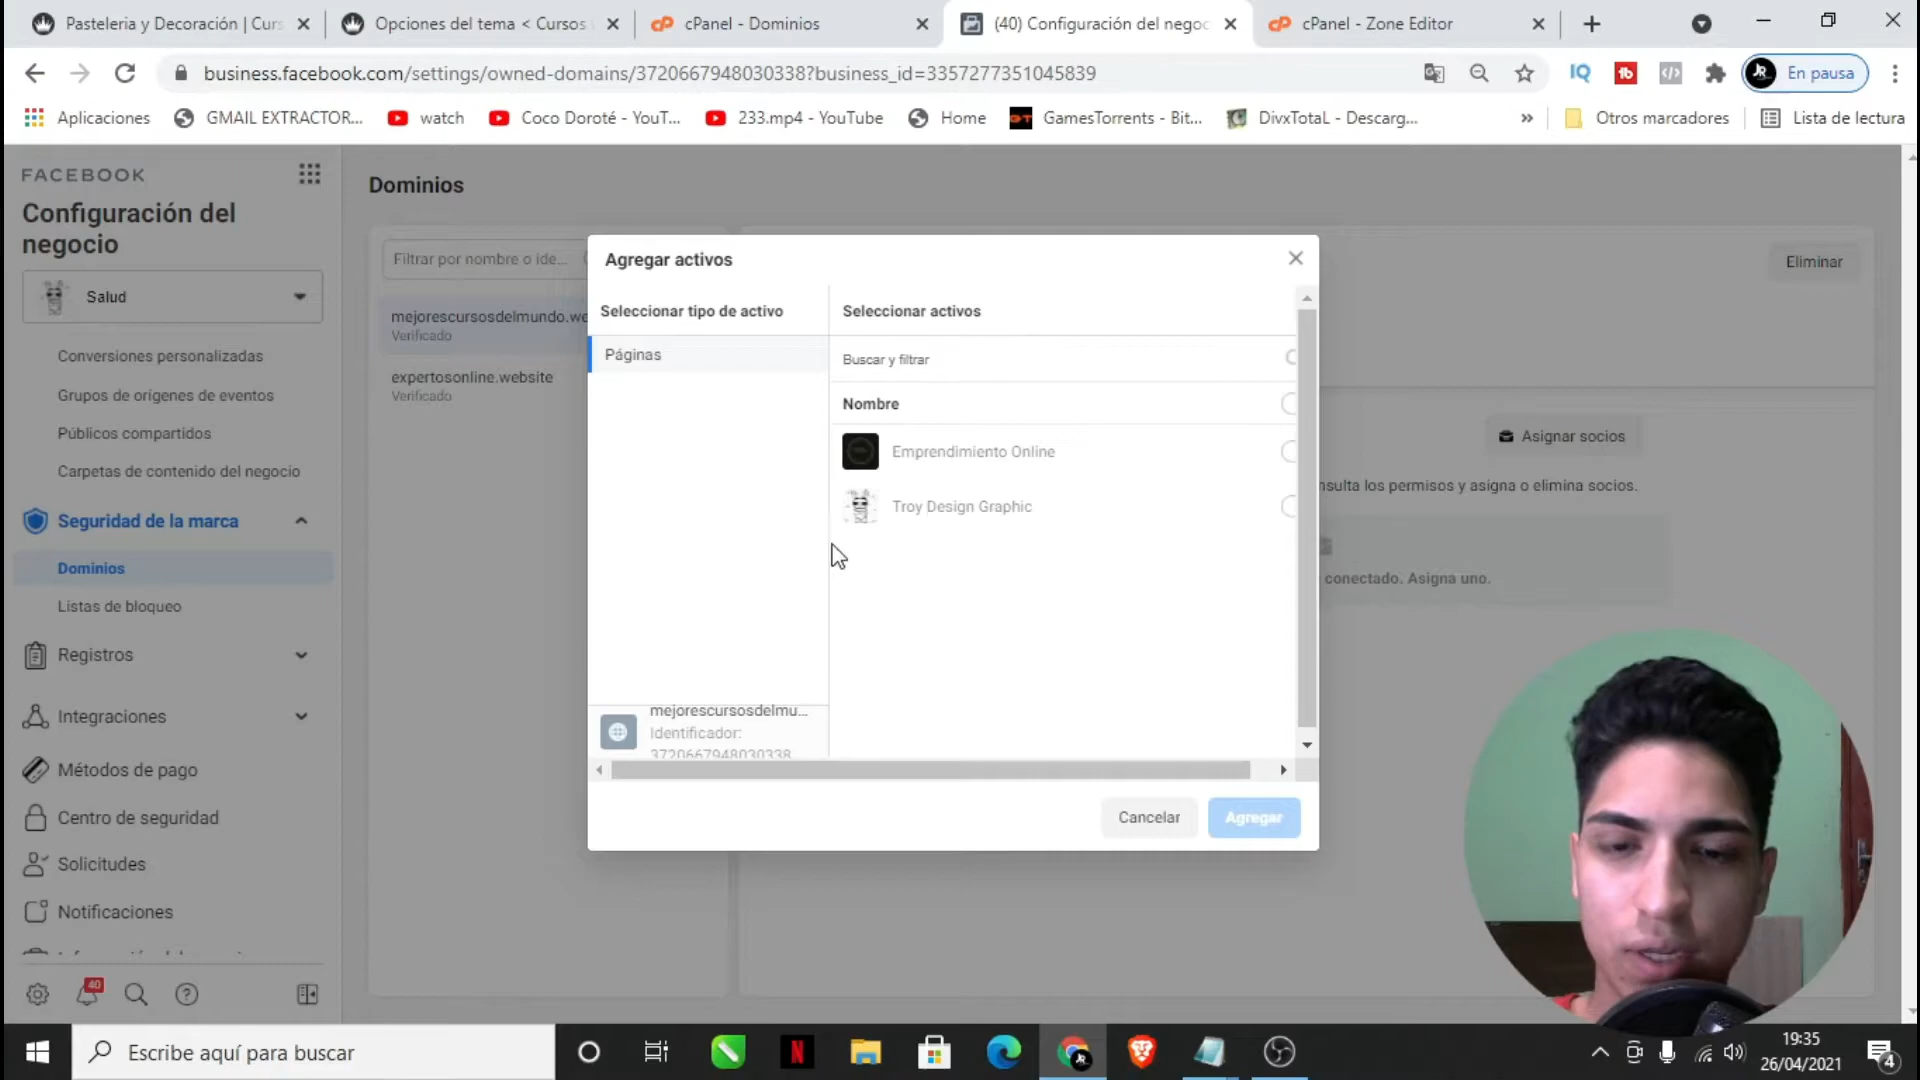 Pasteleria y Decoración | Curs
Opciones del tema < Cursos
cPanel - Dominios
(40) Configuración del negoc
cPanel - Zone Editor
business.facebook.com/settings/owned-domains/3720667948030338?business_id=3357277351045839
En pausa
Aplicaciones
GMAIL EXTRACTOR...
watch
Coco Doroté - YouT...
233.mp4 - YouTube
Home
GamesTorrents - Bit...
DivxTotaL - Descarg...
Otros marcadores
Lista de lectura
FACEBOOK
Configuración del
negocio
Salud
Conversiones personalizadas
Grupos de orígenes de eventos
Públicos compartidos
Carpetas de contenido del negocio
Seguridad de la marca
Dominios
Listas de bloqueo
Registros
Integraciones
Métodos de pago
Centro de seguridad
Solicitudes
Notificaciones
40
Dominios
Filtrar por nombre o ide...
mejorescursosdelmundo.we
Verificado
expertosonline.website
Verificado
Eliminar
Asignar socios
nsulta los permisos y asigna o elimina socios.
conectado. Asigna uno.
Agregar activos
Seleccionar tipo de activo
Páginas
mejorescursosdelmu...
Identificador:
3720667948030338
Seleccionar activos
Buscar y filtrar
Nombre
Emprendimiento Online
Troy Design Graphic
Cancelar
Agregar
Escribe aquí para buscar
19:35
26/04/2021
4